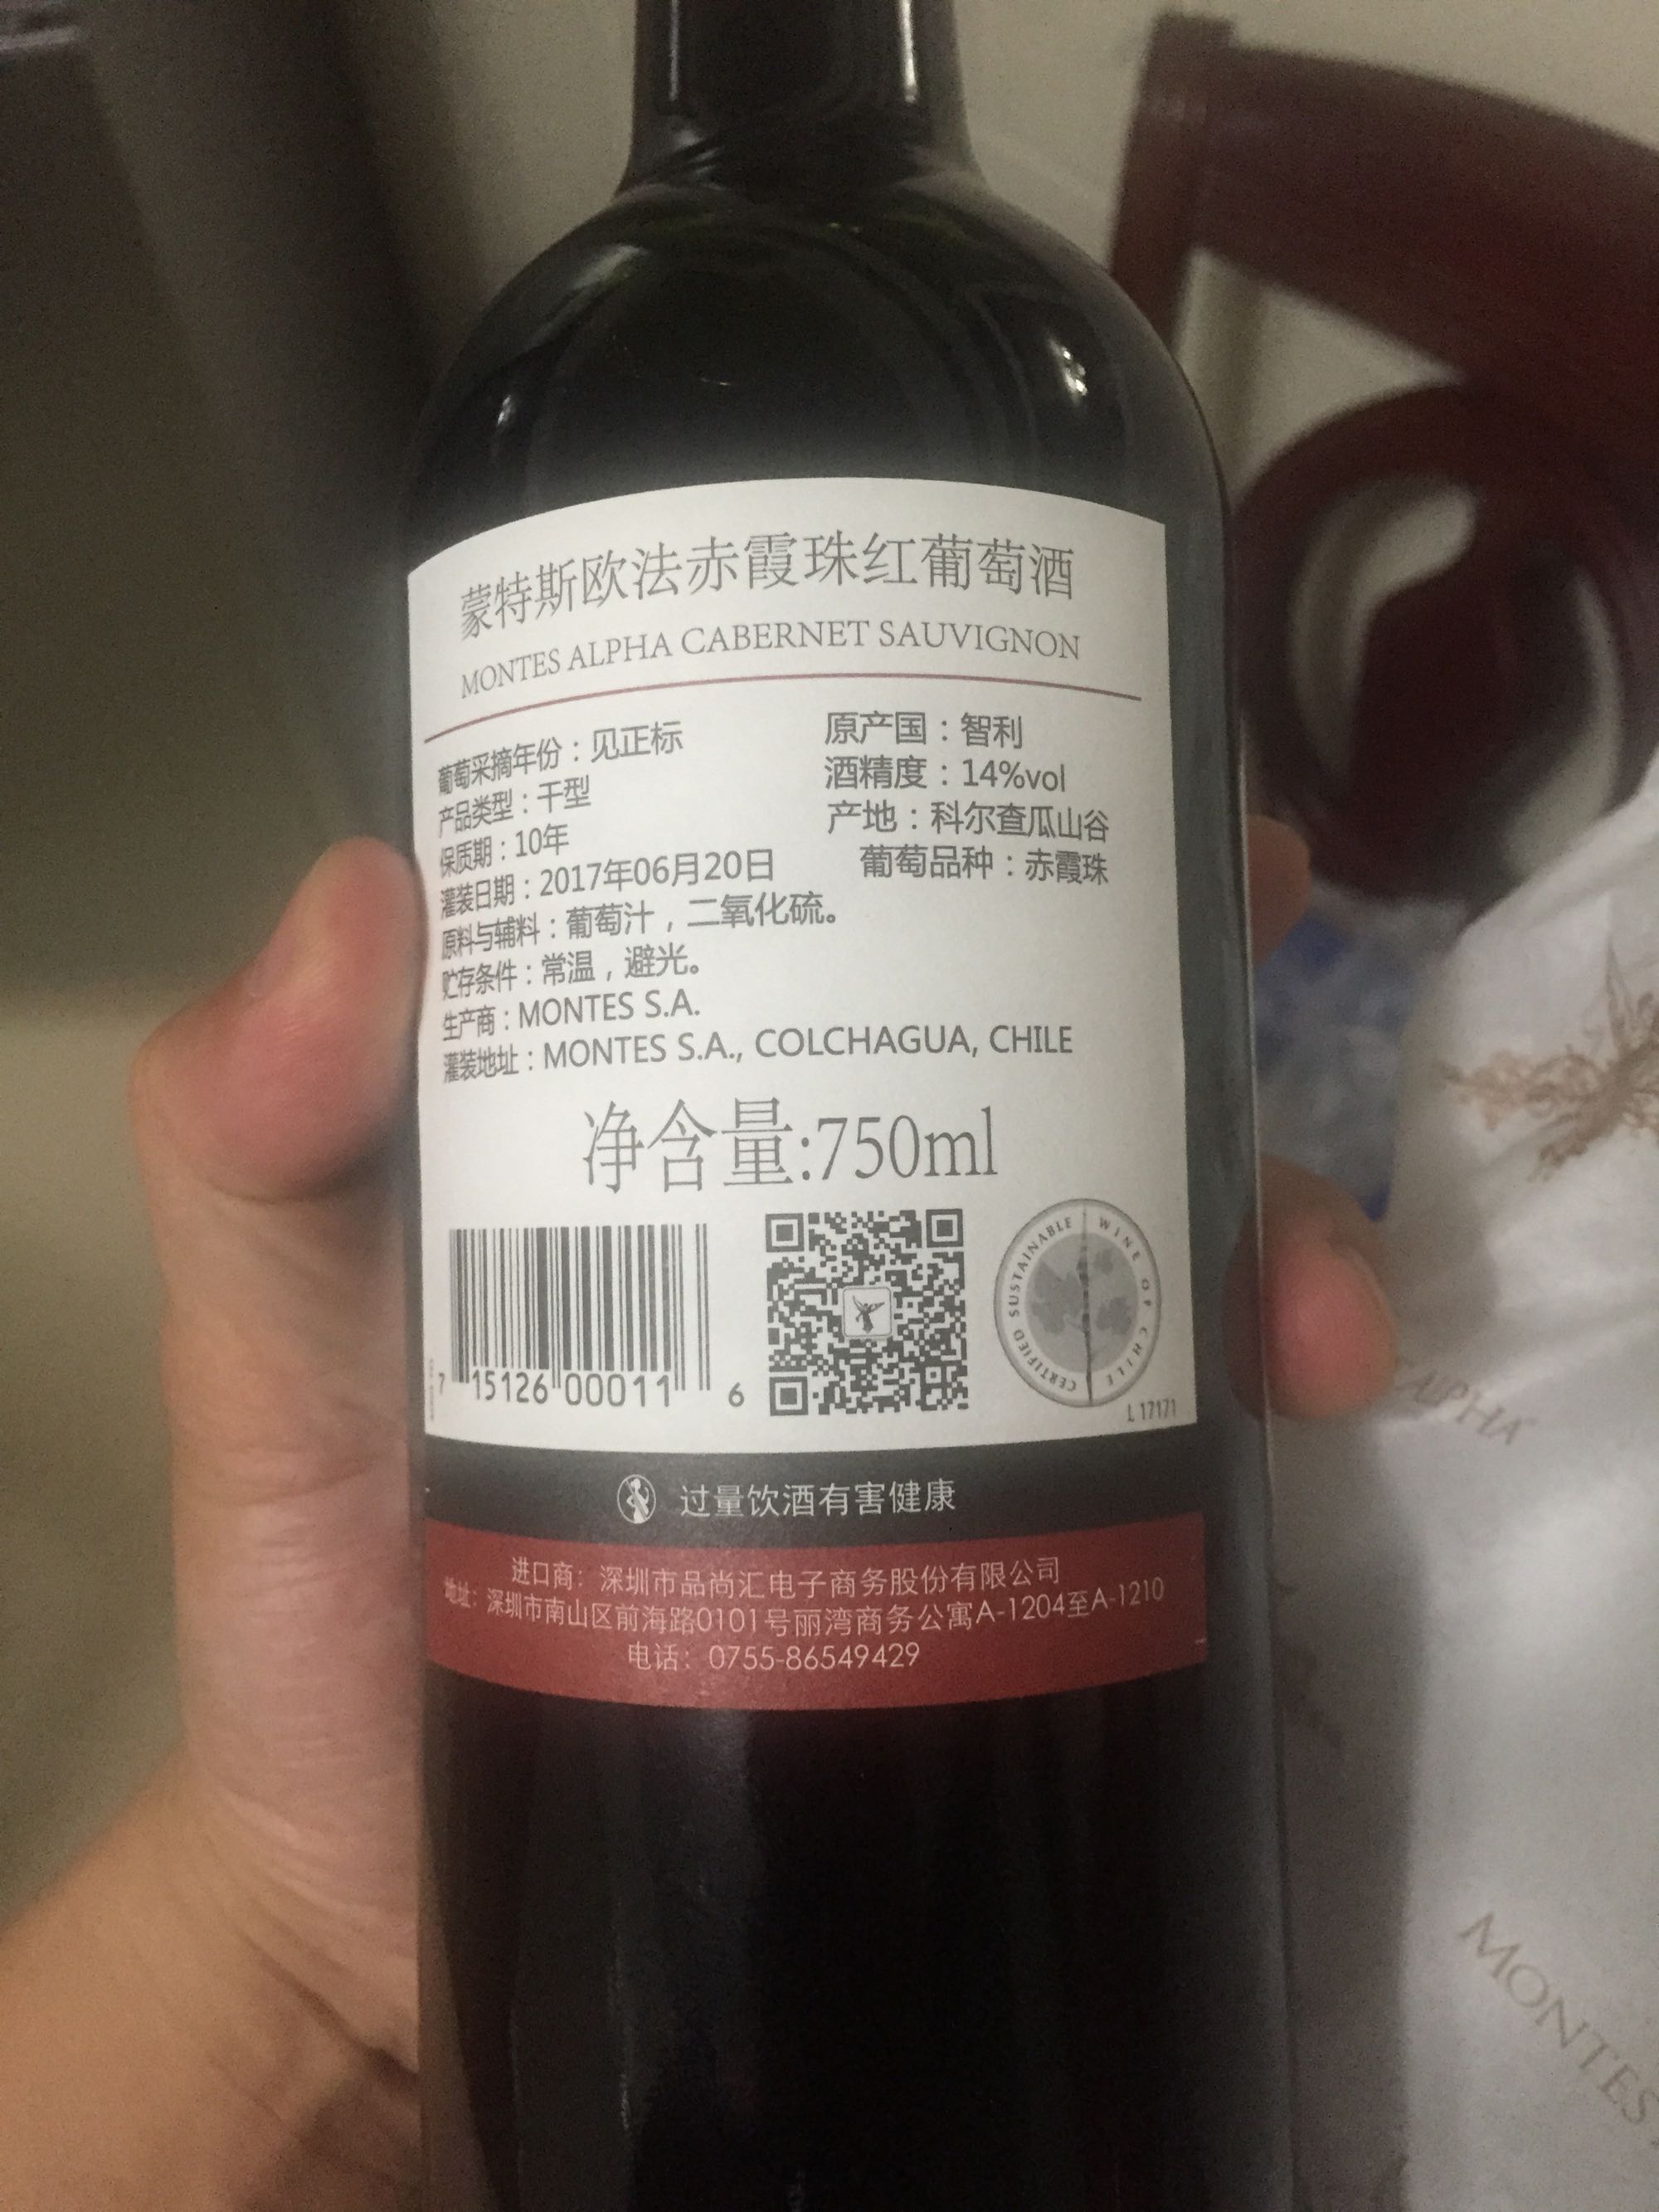 蒙特斯欧法赤霞珠红葡萄酒
MONTES ALPHA CABERNET SAUVIGNON
葡萄采摘年份：见正标
原产国：智利
产品类型：干型
酒精度：14%vol
保质期：10年
产地：科尔查瓜山谷
灌装日期：2017年06月20日
葡萄品种：赤霞珠
原料与辅料：葡萄汁，二氧化硫。
贮存条件：常温，避光。
生产商：MONTES S.A.
灌装地址：MONTES S.A., COLCHAGUA, CHILE
净含量:750ml
7 15126 00011 6
CERTIFIED SUSTAINABLE WINE OF CHILE
L 17171
过量饮酒有害健康
进口商：深圳市品尚汇电子商务股份有限公司
地址：深圳市南山区前海路0101号丽湾商务公寓A-1204至A-1210
电话：0755-86549429
ALPHA
MONTES